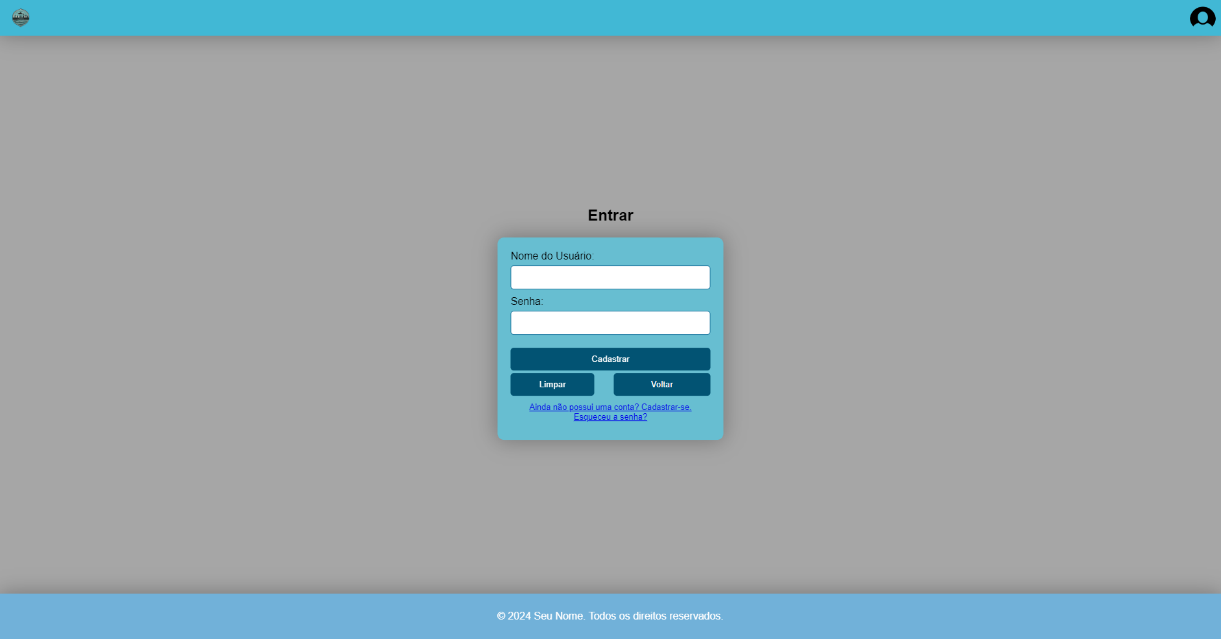 Entrar
Nome do Usuário:
Senha:
Cadastrar
Limpar Voltar
Ainda não possui uma conta? Cadastrar-se.
Esqueceu a senha?
© 2024 Seu Nome. Todos os direitos reservados.